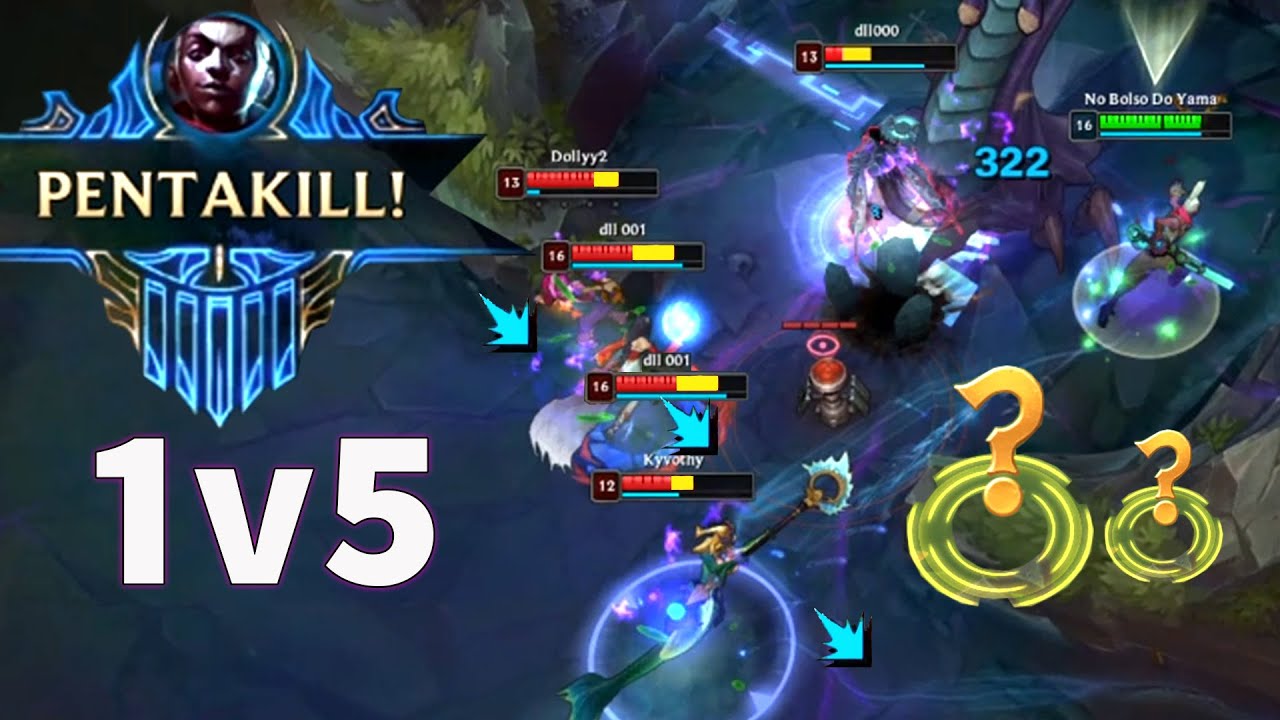 PENTAKILL!
1v5
dll000
13
No Bolso Do Yama
16
322
Dollyy2
13
dll 001
16
dll 001
16
Kyvothy
12
?
?